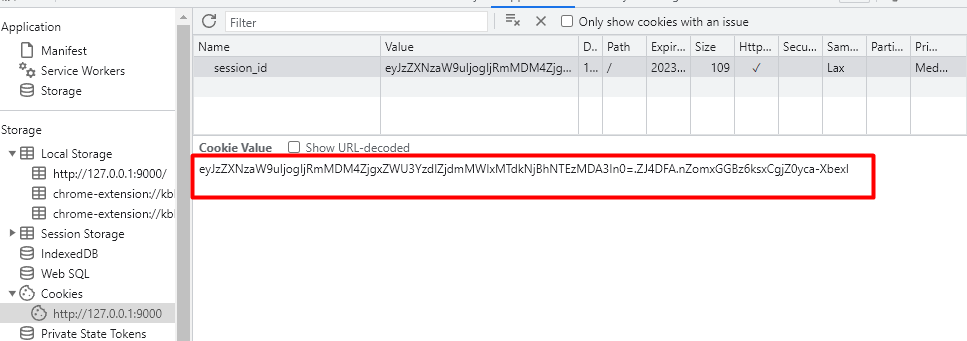 Application
Manifest
Service Workers
Storage
Storage
Local Storage
http://127.0.0.1:9000/
chrome-extension://kbl
chrome-extension://kbl
Session Storage
IndexedDB
Web SQL
Cookies
http://127.0.0.1:9000
Private State Tokens
Filter
Only show cookies with an issue
Name Value D.. Path Expir... Size Http... Secu... Sam... Parti... Pri...
session_id eyJzZXNzaW9uIjogIjRmMDM4Zjg... 1... / 2023... 109 ✓ Lax Med...
Cookie Value Show URL-decoded
eyJzZXNzaW9uIjogIjRmMDM4ZjgxZWU3YzdlZjdmMWIxMTdkNjBhNTEzMDA3In0=.ZJ4DFA.nZomxGGBz6ksxCgjZ0yca-XbexI